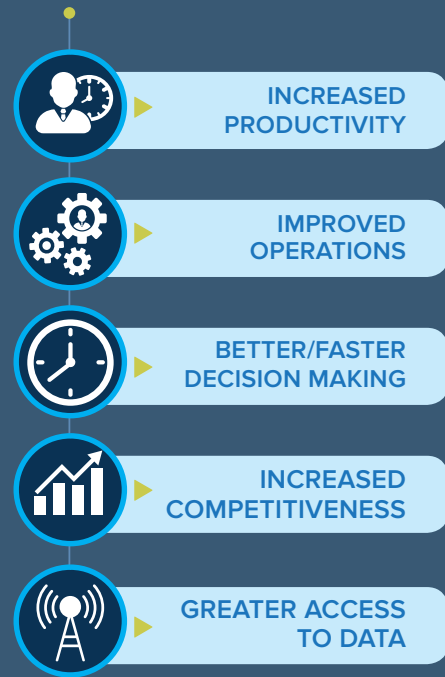 INCREASED
PRODUCTIVITY
IMPROVED
OPERATIONS
BETTER/FASTER
DECISION MAKING
INCREASED
COMPETITIVENESS
GREATER ACCESS
TO DATA